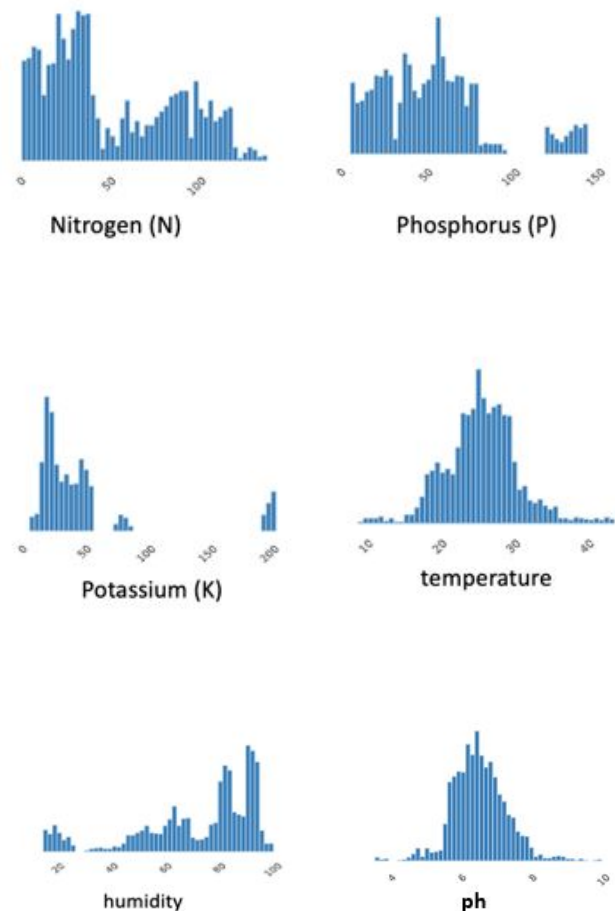 0 50 100
0 50 100 150
Nitrogen (N)
Phosphorus (P)
0 50 100 150 200
10 20 30 40
Potassium (K)
temperature
20 40 60 80 100
4 6 8 10
humidity
ph